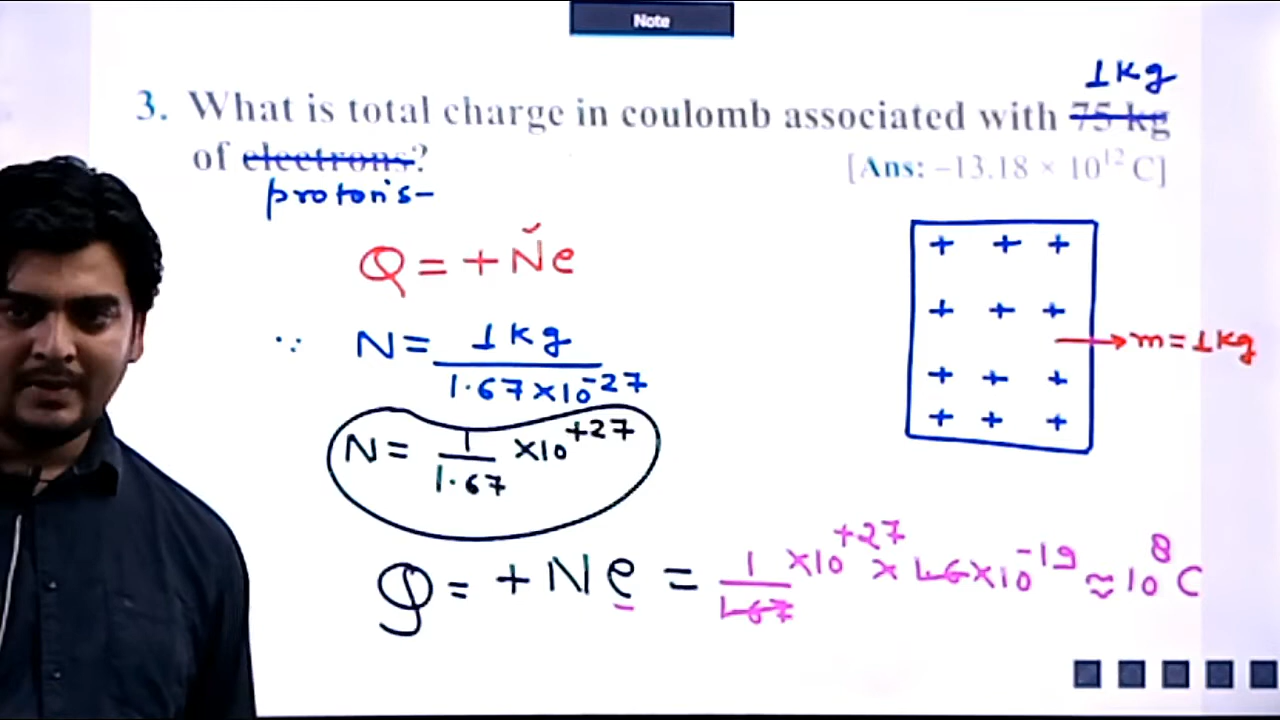 Note
1kg
3. What is total charge in coulomb associated with 75 kg
of electrons? [Ans: –13.18 × 10¹² C]
proton's–
Q = + Ne
∵ N = 1kg / 1.67×10⁻²⁷
m = 1kg
N = 1/1.67 ×10⁺²⁷
Q = + Ne = 1/1.67 ×10⁺²⁷ × 1.6×10⁻¹⁹ ≈ 10⁸ C
+ + +
+ + +
+ + +
+ + +